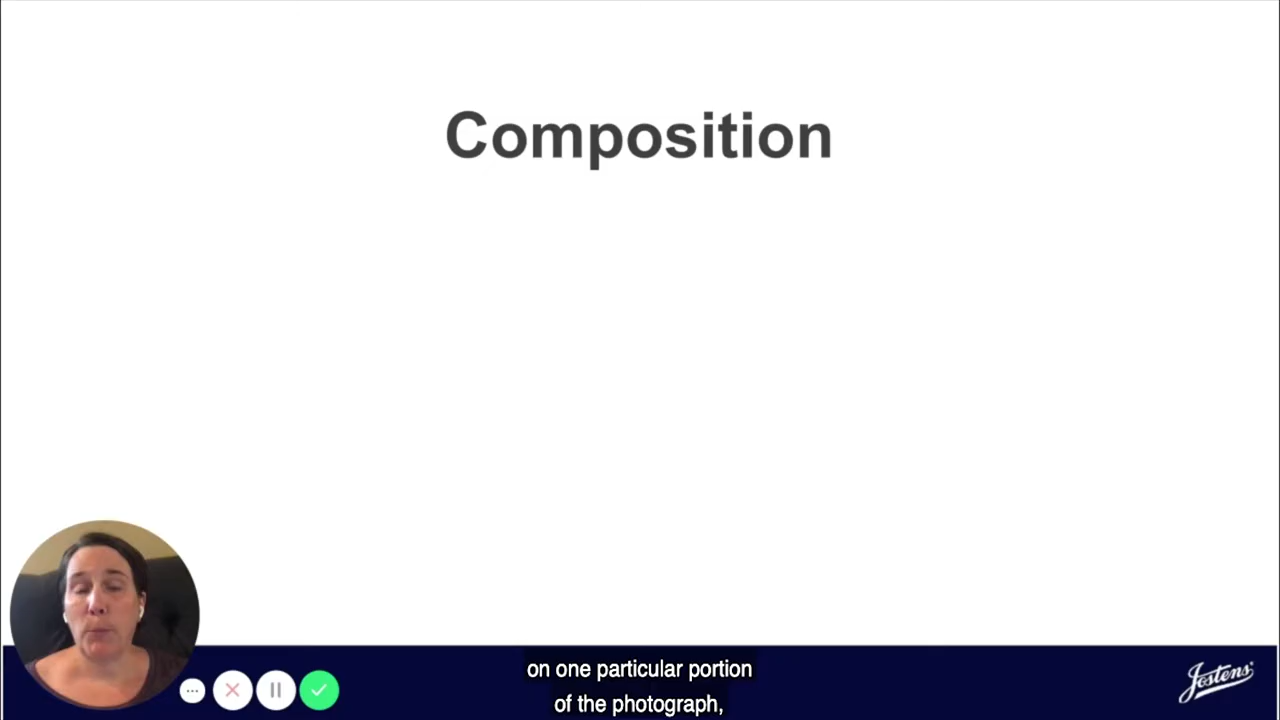 Composition
on one particular portion
of the photograph,
Jostens